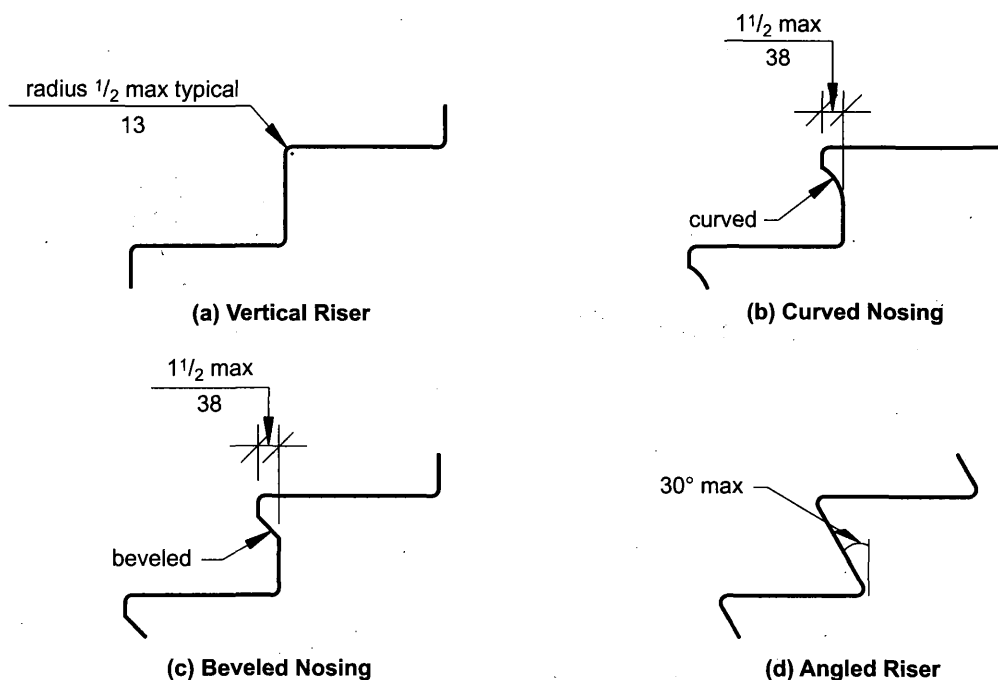 radius 1/2 max typical
13
(a) Vertical Riser
1 1/2 max
38
curved
(b) Curved Nosing
1 1/2 max
38
beveled
(c) Beveled Nosing
30° max
(d) Angled Riser